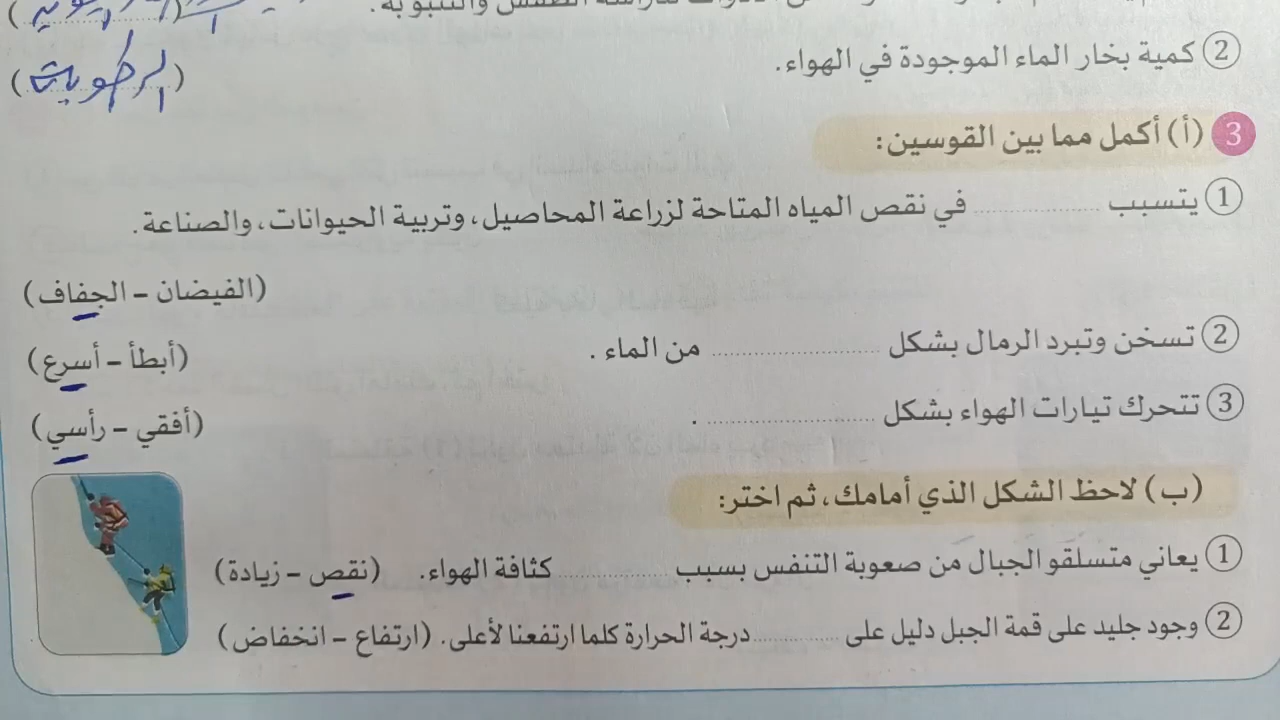 ② كمية بخار الماء الموجودة في الهواء.
(الرطوبة)
3 (أ) أكمل مما بين القوسين:
① يتسبب .................. في نقص المياه المتاحة لزراعة المحاصيل، وتربية الحيوانات، والصناعة.
(الفيضان – الجفاف)
② تسخن وتبرد الرمال بشكل .................. من الماء. (أبطأ – أسرع)
③ تتحرك تيارات الهواء بشكل .................. . (أفقي – رأسي)
(ب) لاحظ الشكل الذي أمامك، ثم اختر:
① يعاني متسلقو الجبال من صعوبة التنفس بسبب .................. كثافة الهواء. (نقص – زيادة)
② وجود جليد على قمة الجبل دليل على .................. درجة الحرارة كلما ارتفعنا لأعلى. (ارتفاع – انخفاض)